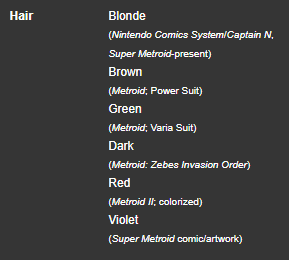 Hair Blonde
(Nintendo Comics System/Captain N,
Super Metroid-present)
Brown
(Metroid; Power Suit)
Green
(Metroid; Varia Suit)
Dark
(Metroid: Zebes Invasion Order)
Red
(Metroid II; colorized)
Violet
(Super Metroid comic/artwork)